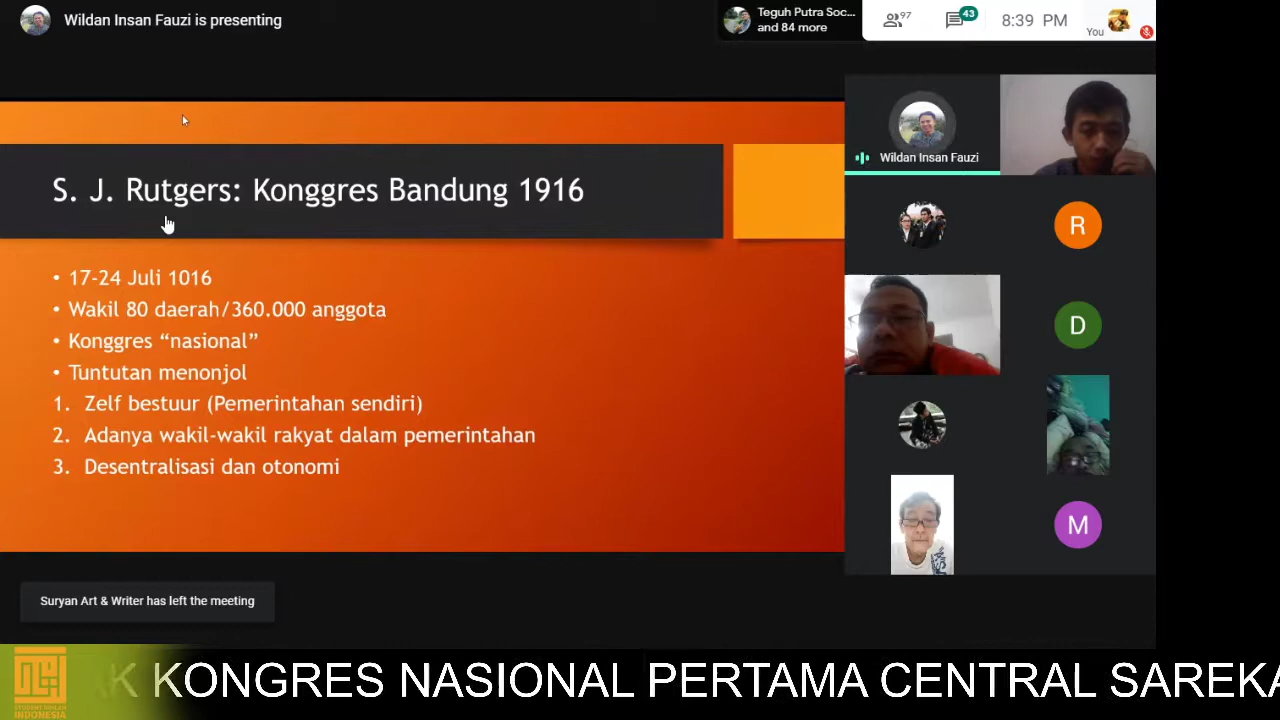 Wildan Insan Fauzi is presenting
Teguh Putra Soc...
and 84 more
97
43
8:39 PM
You
Wildan Insan Fauzi
S. J. Rutgers: Konggres Bandung 1916
R
• 17-24 Juli 1016
• Wakil 80 daerah/360.000 anggota
• Konggres “nasional”
• Tuntutan menonjol
1. Zelf bestuur (Pemerintahan sendiri)
2. Adanya wakil-wakil rakyat dalam pemerintahan
3. Desentralisasi dan otonomi
D
M
Suryan Art & Writer has left the meeting
AK KONGRES NASIONAL PERTAMA CENTRAL SAREKA
INDONESIA